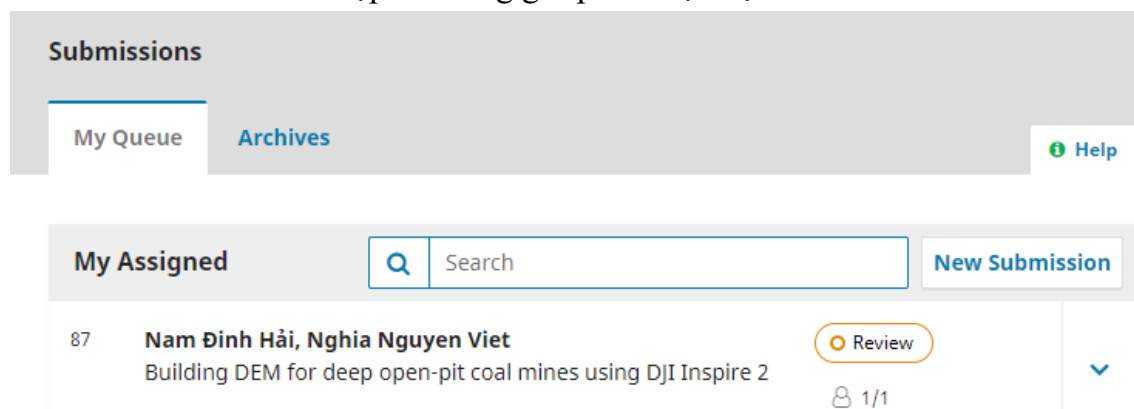 Submissions
My Queue Archives
Help
My Assigned Search New Submission
87 Nam Đinh Hải, Nghia Nguyen Viet Review
Building DEM for deep open-pit coal mines using DJI Inspire 2
1/1